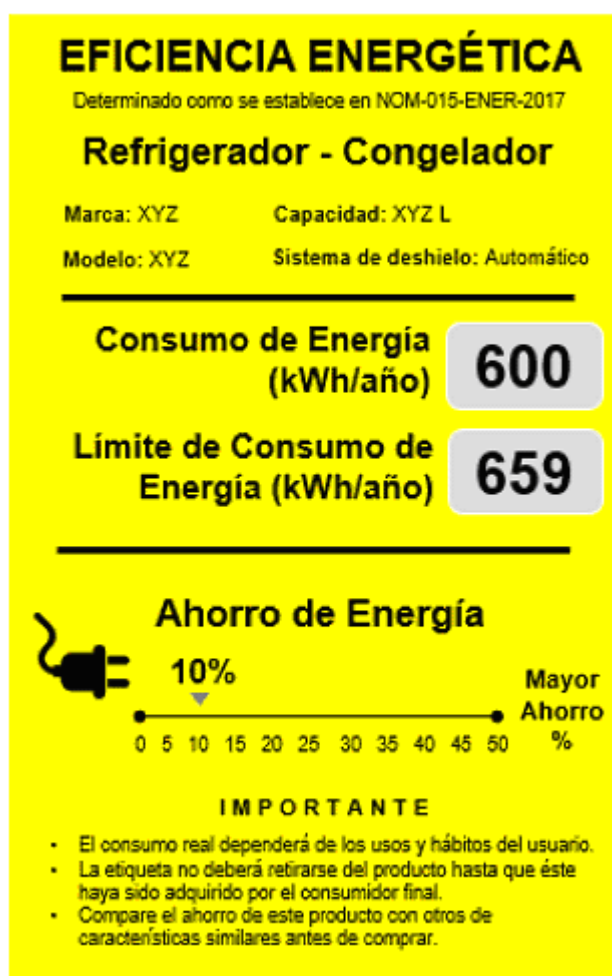 EFICIENCIA ENERGÉTICA
Determinado como se establece en NOM-015-ENER-2017
Refrigerador - Congelador
Marca: XYZ Capacidad: XYZ L
Modelo: XYZ Sistema de deshielo: Automático
Consumo de Energía
(kWh/año) 600
Límite de Consumo de
Energía (kWh/año) 659
Ahorro de Energía
10%
Mayor
Ahorro
%
0 5 10 15 20 25 30 35 40 45 50
IMPORTANTE
• El consumo real dependerá de los usos y hábitos del usuario.
• La etiqueta no deberá retirarse del producto hasta que éste
haya sido adquirido por el consumidor final.
• Compare el ahorro de este producto con otros de
características similares antes de comprar.